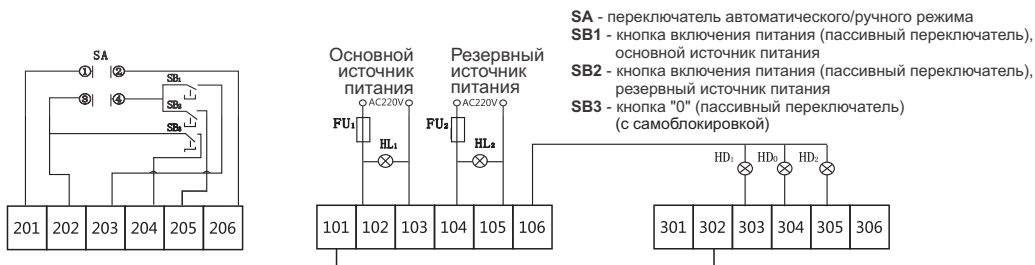 SA - переключатель автоматического/ручного режима
SB1 - кнопка включения питания (пассивный переключатель),
основной источник питания
SB2 - кнопка включения питания (пассивный переключатель),
резервный источник питания
SB3 - кнопка "0" (пассивный переключатель)
(с самоблокировкой)
SA
① ②
③ ④
SB₁
SB₂
SB₃
201 202 203 204 205 206
Основной
источник
питания
AC220V
FU₁
HL₁
Резервный
источник
питания
AC220V
FU₂
HL₂
101 102 103 104 105 106
HD₁ HD₀ HD₂
301 302 303 304 305 306